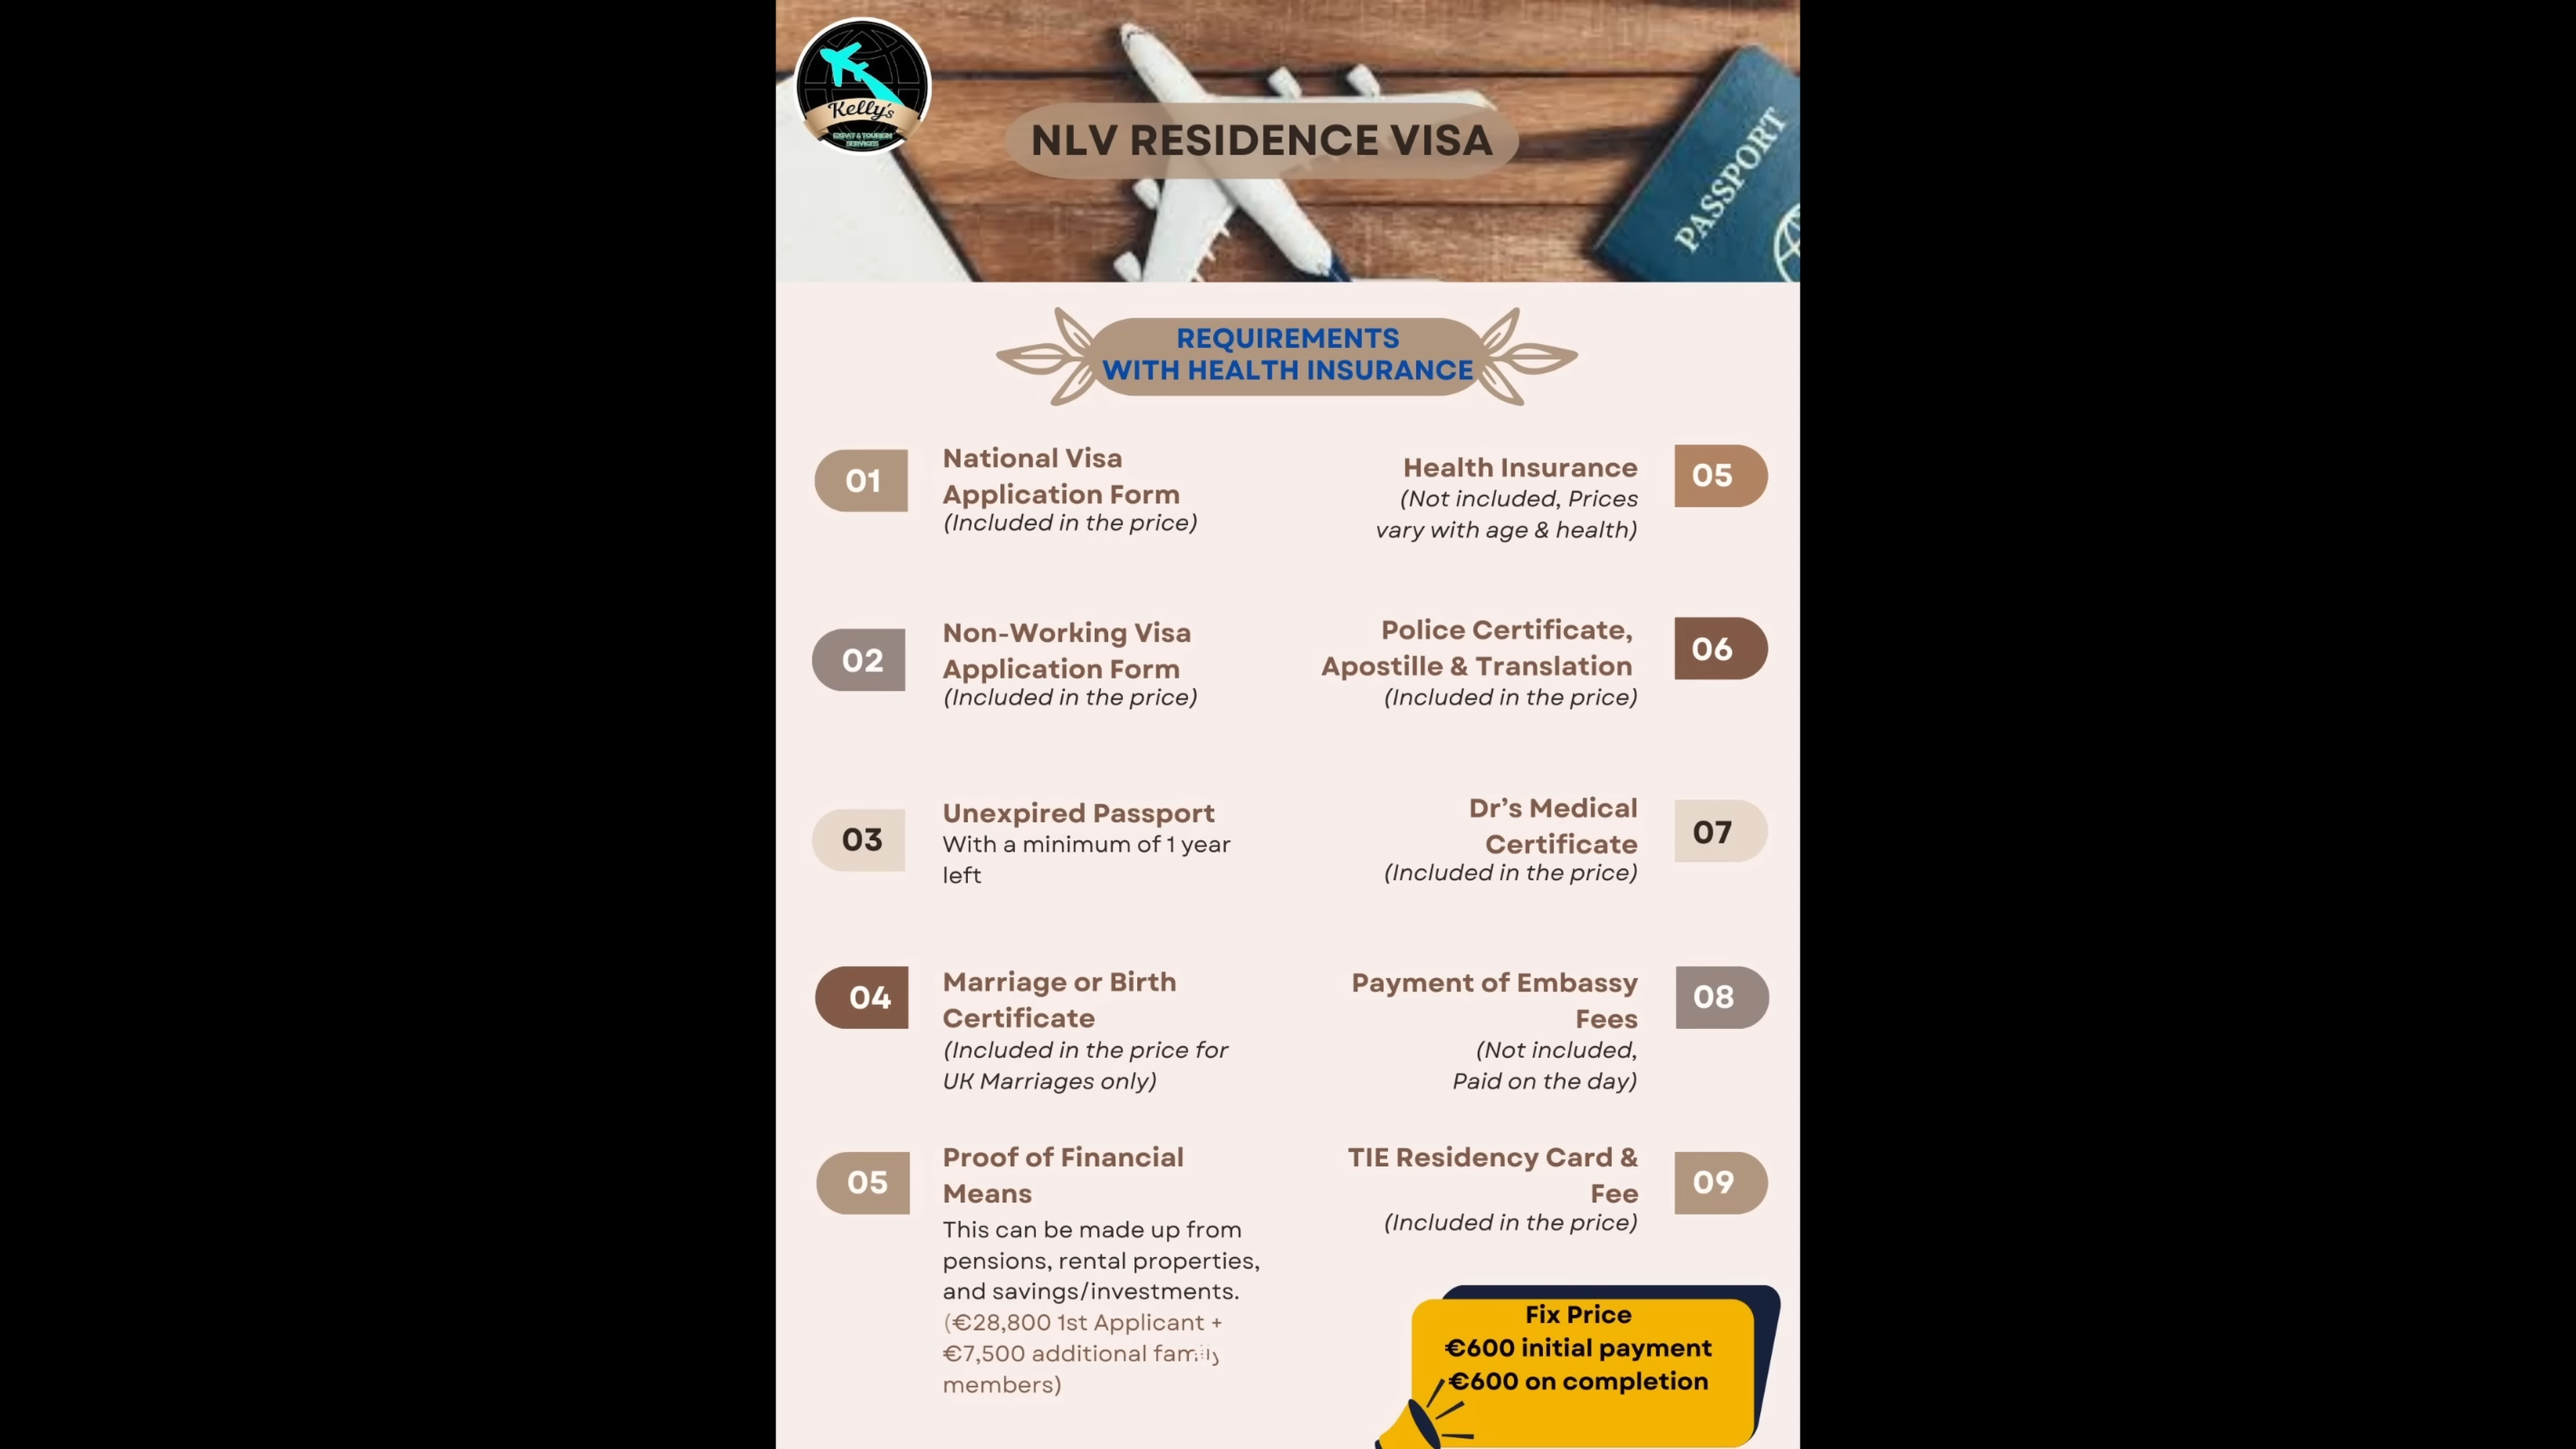 Kelly's
EXPAT & TOURISM
SERVICES
NLV RESIDENCE VISA
PASSPORT
REQUIREMENTS
WITH HEALTH INSURANCE
01
National Visa
Application Form
(Included in the price)
02
Non-Working Visa
Application Form
(Included in the price)
03
Unexpired Passport
With a minimum of 1 year
left
04
Marriage or Birth
Certificate
(Included in the price for
UK Marriages only)
05
Proof of Financial
Means
This can be made up from
pensions, rental properties,
and savings/investments.
(€28,800 1st Applicant +
€7,500 additional family
members)
Health Insurance
05
(Not included, Prices
vary with age & health)
Police Certificate,
06
Apostille & Translation
(Included in the price)
Dr's Medical
07
Certificate
(Included in the price)
Payment of Embassy
08
Fees
(Not included,
Paid on the day)
TIE Residency Card &
09
Fee
(Included in the price)
Fix Price
€600 initial payment
€600 on completion